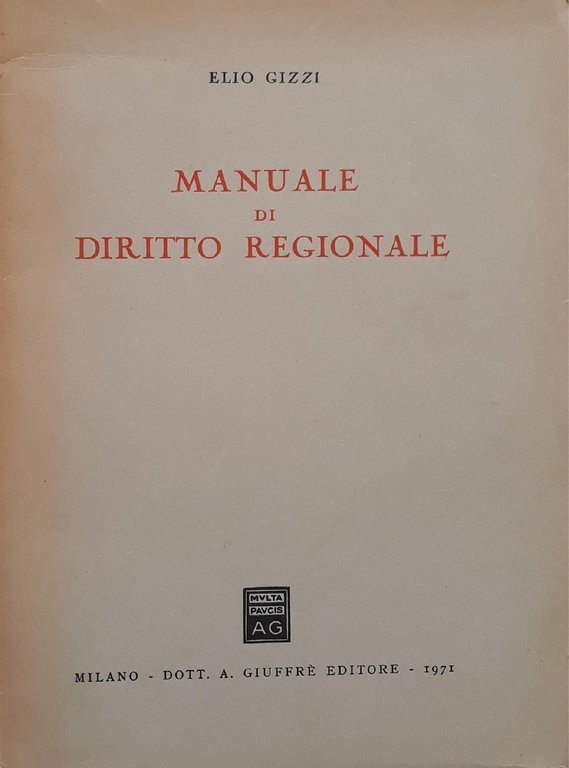 ELIO GIZZI
MANUALE
DI
DIRITTO REGIONALE
MVLTA
PAVCIS
AG
MILANO - DOTT. A. GIUFFRÈ EDITORE - 1971